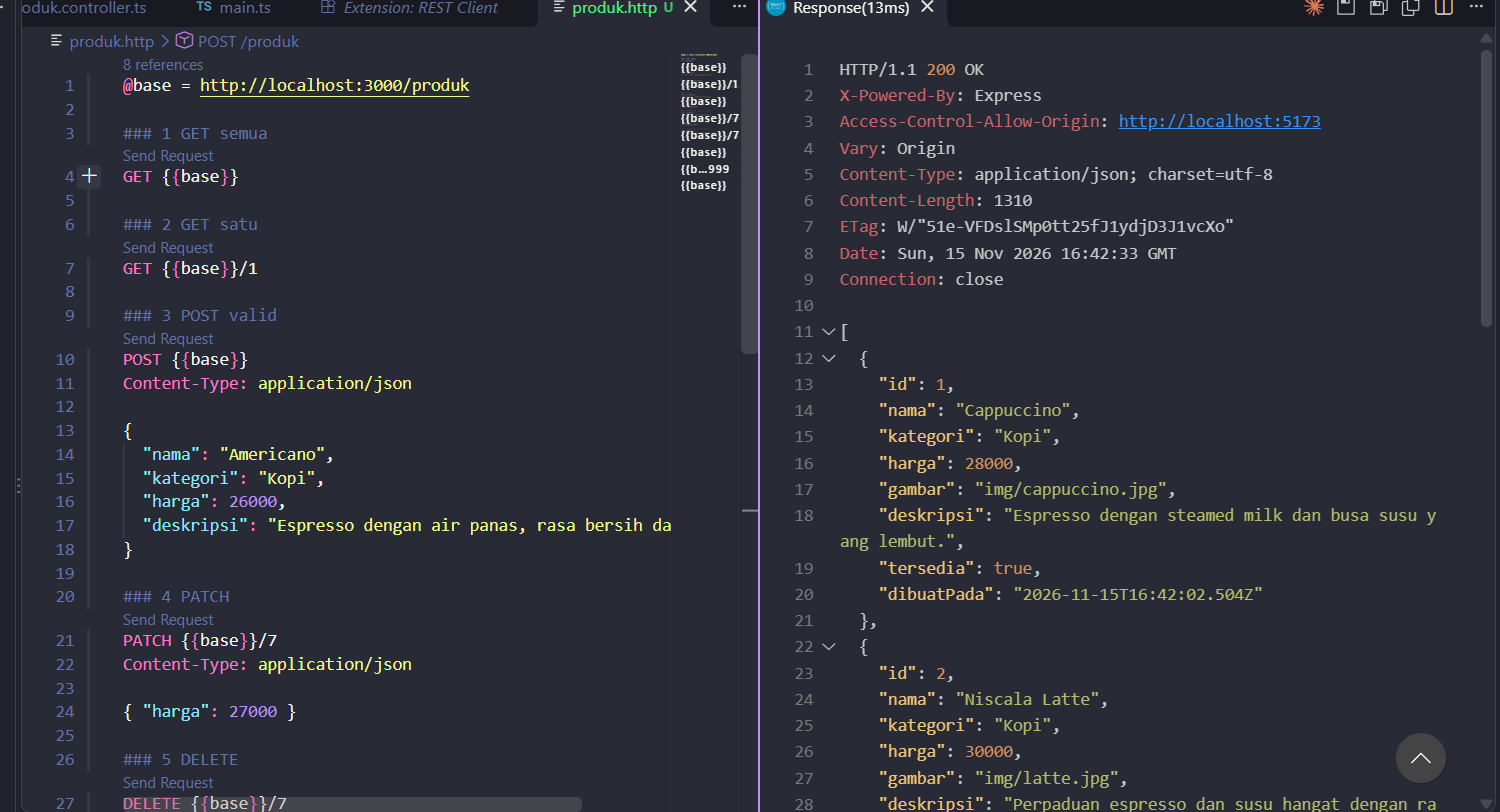 oduk.controller.ts
TS main.ts
Extension: REST Client
produk.http U
Response(13ms)
produk.http > POST /produk
8 references
1 @base = http://localhost:3000/produk
2
3 ### 1 GET semua
Send Request
4 GET {{base}}
5
6 ### 2 GET satu
Send Request
7 GET {{base}}/1
8
9 ### 3 POST valid
Send Request
10 POST {{base}}
11 Content-Type: application/json
12
13 {
14 "nama": "Americano",
15 "kategori": "Kopi",
16 "harga": 26000,
17 "deskripsi": "Espresso dengan air panas, rasa bersih da
18 }
19
20 ### 4 PATCH
Send Request
21 PATCH {{base}}/7
22 Content-Type: application/json
23
24 { "harga": 27000 }
25
26 ### 5 DELETE
Send Request
27 DELETE {{base}}/7
{{base}}
{{base}}/1
{{base}}
{{base}}/7
{{base}}/7
{{base}}
{{b...999
{{base}}
1 HTTP/1.1 200 OK
2 X-Powered-By: Express
3 Access-Control-Allow-Origin: http://localhost:5173
4 Vary: Origin
5 Content-Type: application/json; charset=utf-8
6 Content-Length: 1310
7 ETag: W/"51e-VFDslSMp0tt25fJ1ydjD3J1vcXo"
8 Date: Sun, 15 Nov 2026 16:42:33 GMT
9 Connection: close
10
11 [
12 {
13 "id": 1,
14 "nama": "Cappuccino",
15 "kategori": "Kopi",
16 "harga": 28000,
17 "gambar": "img/cappuccino.jpg",
18 "deskripsi": "Espresso dengan steamed milk dan busa susu y
ang lembut.",
19 "tersedia": true,
20 "dibuatPada": "2026-11-15T16:42:02.504Z"
21 },
22 {
23 "id": 2,
24 "nama": "Niscala Latte",
25 "kategori": "Kopi",
26 "harga": 30000,
27 "gambar": "img/latte.jpg",
28 "deskripsi": "Perpaduan espresso dan susu hangat dengan ra